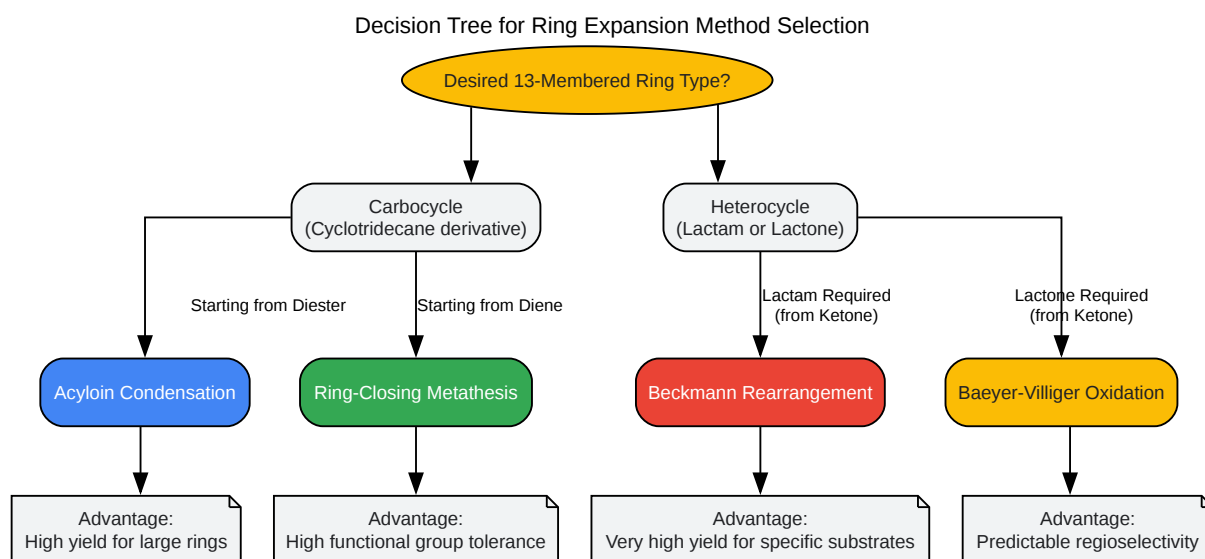 Decision Tree for Ring Expansion Method Selection
Desired 13-Membered Ring Type?
Carbocycle
(Cyclotridecane derivative)
Heterocycle
(Lactam or Lactone)
Starting from Diester
Starting from Diene
Lactam Required
(from Ketone)
Lactone Required
(from Ketone)
Acyloin Condensation
Ring-Closing Metathesis
Beckmann Rearrangement
Baeyer-Villiger Oxidation
Advantage:
High yield for large rings
Advantage:
High functional group tolerance
Advantage:
Very high yield for specific substrates
Advantage:
Predictable regioselectivity